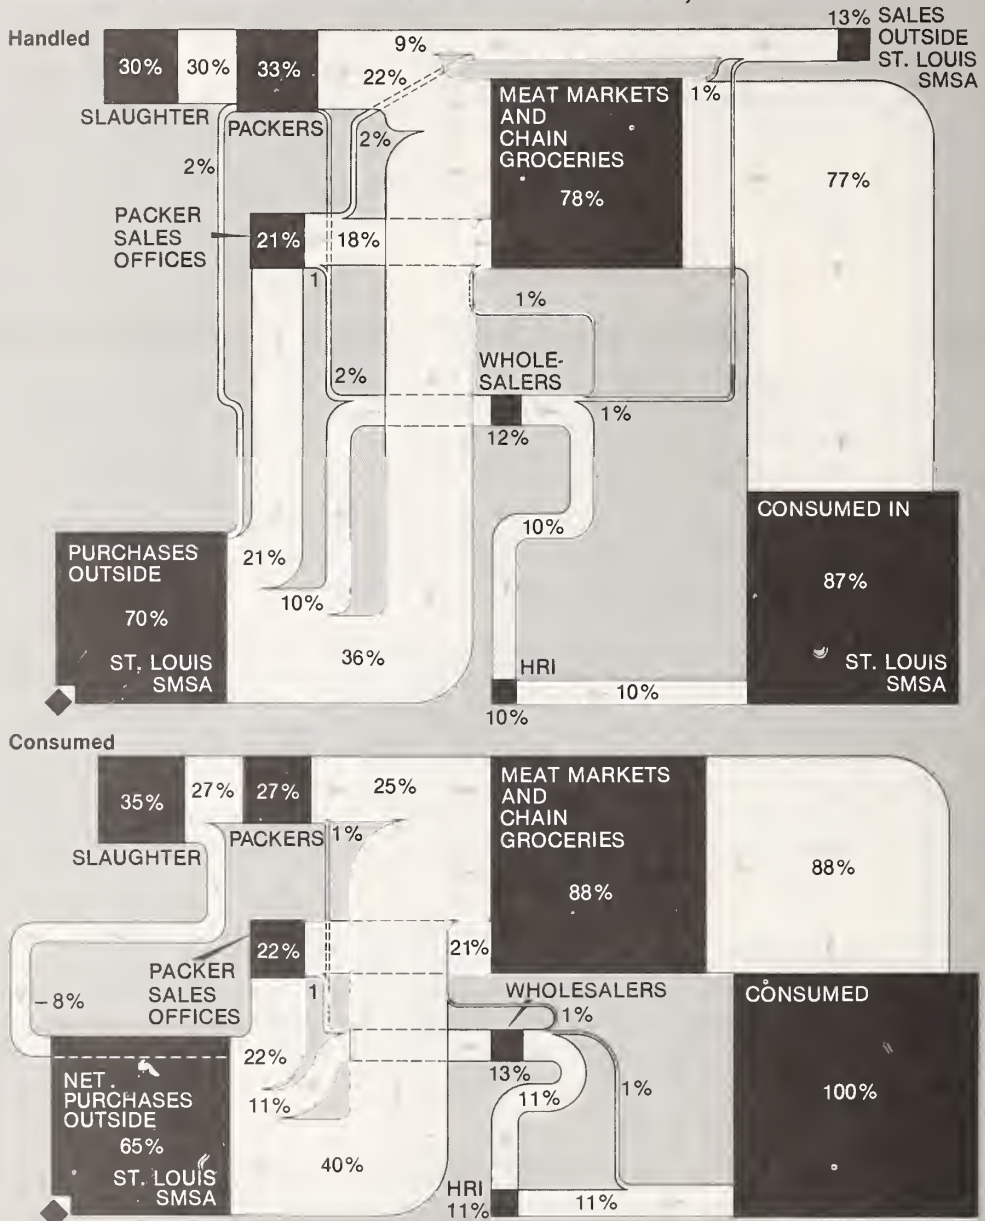 Handled
13% SALES
OUTSIDE
ST. LOUIS
SMSA
9%
30% 30% 33% 22%
SLAUGHTER PACKERS
1%
MEAT MARKETS
AND
CHAIN
GROCERIES
78%
77%
2%
2%
PACKER
SALES
OFFICES
21%
18%
1
1%
2%
WHOLE-
SALERS
12%
1%
PURCHASES
OUTSIDE
70%
ST. LOUIS
SMSA
21%
10%
36%
10%
HRI
10%
10%
CONSUMED IN
87%
ST. LOUIS
SMSA
Consumed
35% 27% 27% 25%
SLAUGHTER PACKERS 1%
MEAT MARKETS
AND
CHAIN
GROCERIES
88%
88%
22%
21%
PACKER
SALES
OFFICES
1
-8%
WHOLESALERS
1%
13%
CONSUMED
100%
NET
PURCHASES
OUTSIDE
65%
ST. LOUIS
SMSA
22%
11%
40%
11%
1%
HRI
11%
11%